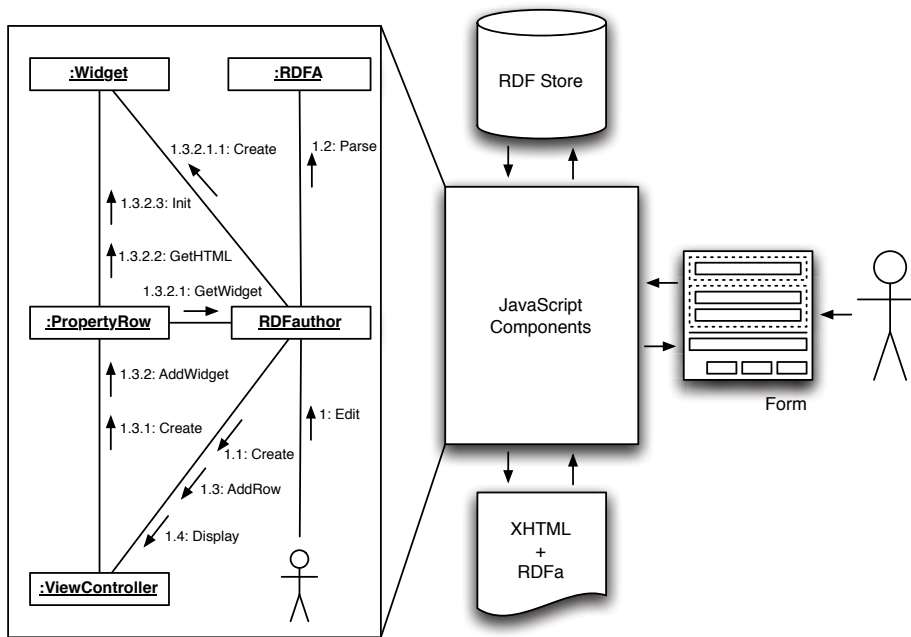 :Widget
:RDFA
1.3.2.1.1: Create
1.2: Parse
1.3.2.3: Init
1.3.2.2: GetHTML
1.3.2.1: GetWidget
:PropertyRow
RDFauthor
1.3.2: AddWidget
1.3.1: Create
1: Edit
1.1: Create
1.3: AddRow
1.4: Display
:ViewController
RDF Store
JavaScript
Components
Form
XHTML
+
RDFa